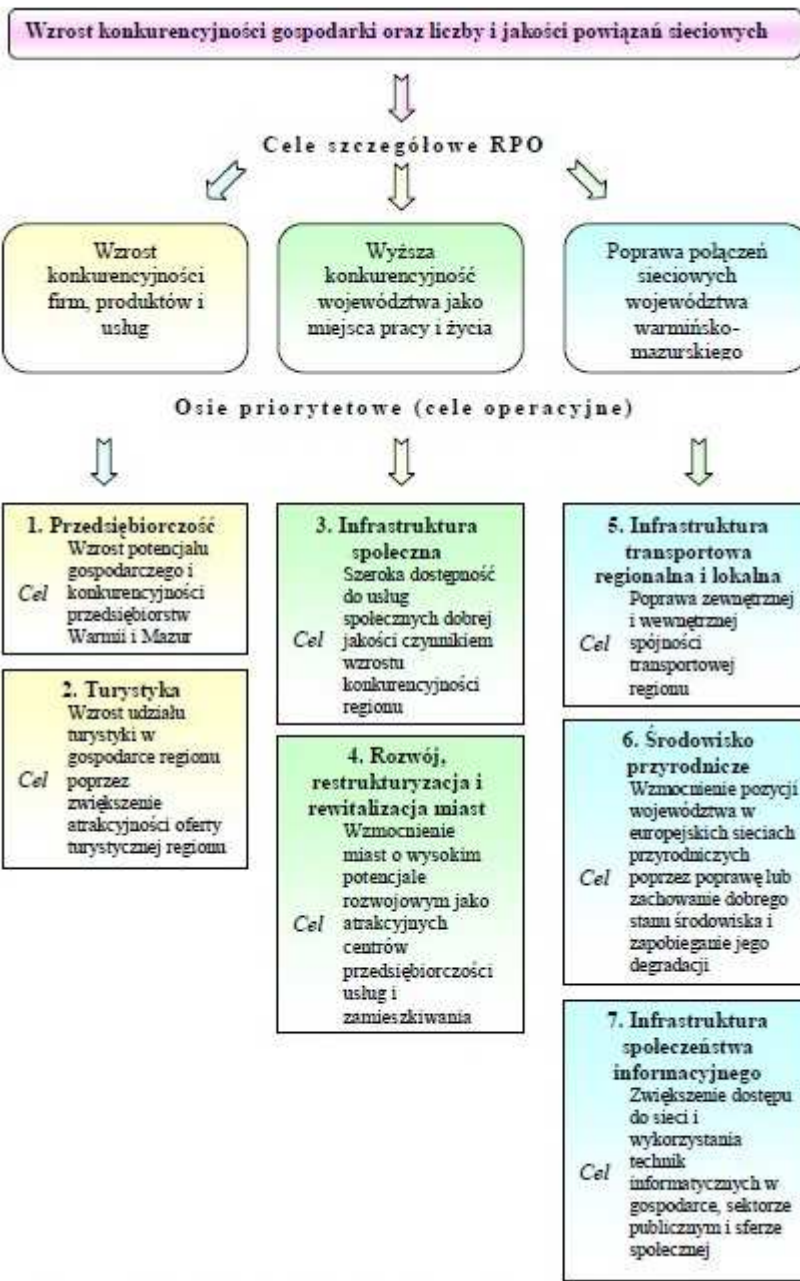 Wzrost konkurencyjności gospodarki oraz liczby i jakości powiązań sieciowych
Cele szczegółowe RPO
Wzrost
konkurencyjności
firm, produktów i
usług
Wyższa
konkurencyjność
województwa jako
miejsca pracy i życia
Poprawa połączeń
sieciowych
województwa
warmińsko-
mazurskiego
Osie priorytetowe (cele operacyjne)
1. Przedsiębiorczość
Cel
Wzrost potencjału
gospodarczego i
konkurencyjności
przedsiębiorstw
Warmii i Mazur
2. Turystyka
Cel
Wzrost udziału
turystyki w
gospodarce regionu
poprzez
zwiększenie
atrakcyjności oferty
turystycznej regionu
3. Infrastruktura
społeczna
Cel
Szeroka dostępność
do usług
społecznych dobrej
jakości czynnikiem
wzrostu
konkurencyjności
regionu
4. Rozwój,
restrukturyzacja i
rewitalizacja miast
Cel
Wzmocnienie
miast o wysokim
potencjale
rozwojowym jako
atrakcyjnych
centrów
przedsiębiorczości
usług i
zamieszkiwania
5. Infrastruktura
transportowa
regionalna i lokalna
Cel
Poprawa zewnętrznej
i wewnętrznej
spójności
transportowej
regionu
6. Środowisko
przyrodnicze
Cel
Wzmocnienie pozycji
województwa w
europejskich sieciach
przyrodniczych
poprzez poprawę lub
zachowanie dobrego
stanu środowiska i
zapobieganie jego
degradacji
7. Infrastruktura
społeczeństwa
informacyjnego
Cel
Zwiększenie dostępu
do sieci i
wykorzystania
technik
informatycznych w
gospodarce, sektorze
publicznym i sferze
społecznej